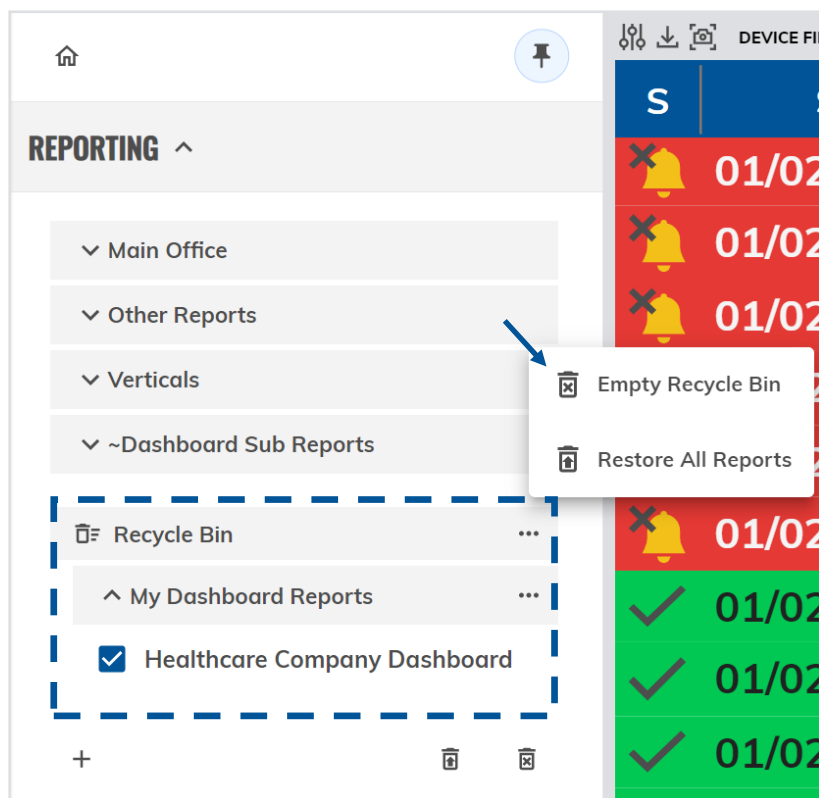 DEVICE
REPORTING
S
01/02
Main Office
01/02
Other Reports
01/02
Verticals
Empty Recycle Bin
~Dashboard Sub Reports
Restore All Reports
Recycle Bin
01/02
My Dashboard Reports
01/02
Healthcare Company Dashboard
01/02
01/02